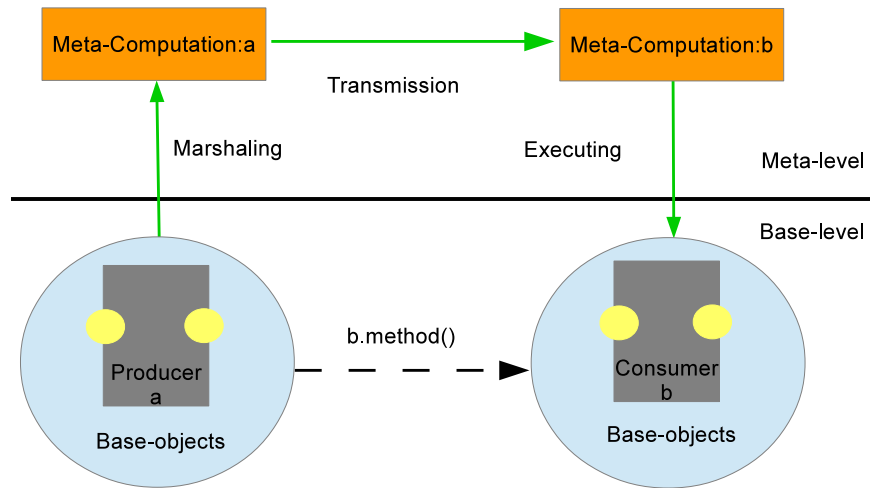 Meta-Computation:a
Meta-Computation:b
Transmission
Marshaling
Executing
Meta-level
Base-level
b.method()
Producer
a
Consumer
b
Base-objects
Base-objects